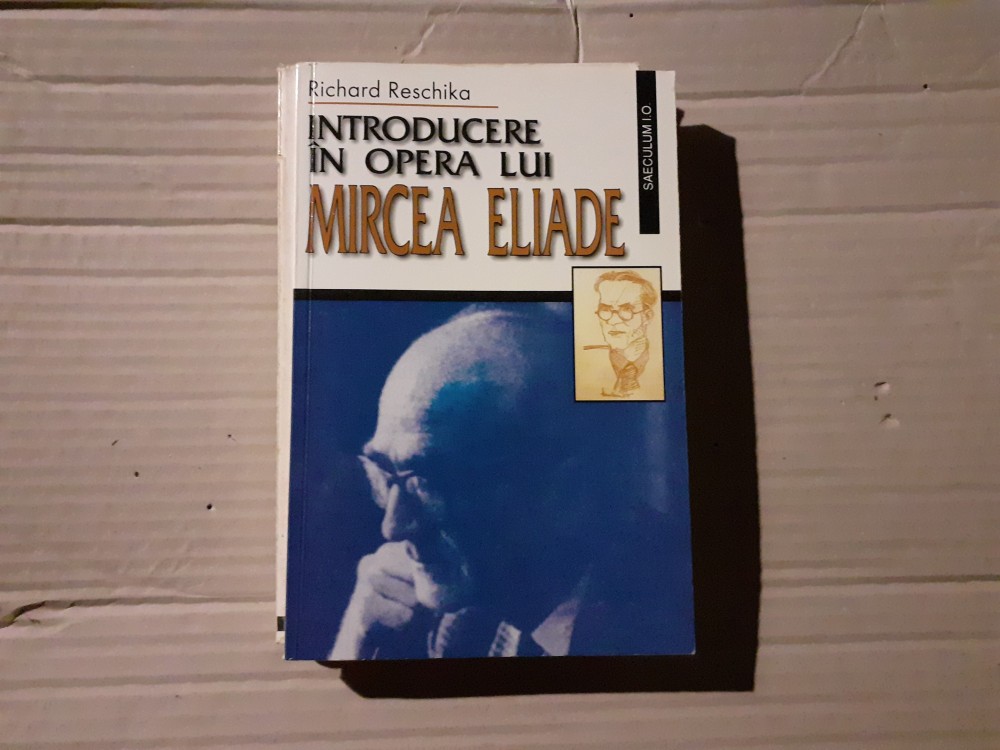 Richard Reschika
INTRODUCERE
ÎN OPERA LUI
MIRCEA ELIADE
SAECULUM I.O.